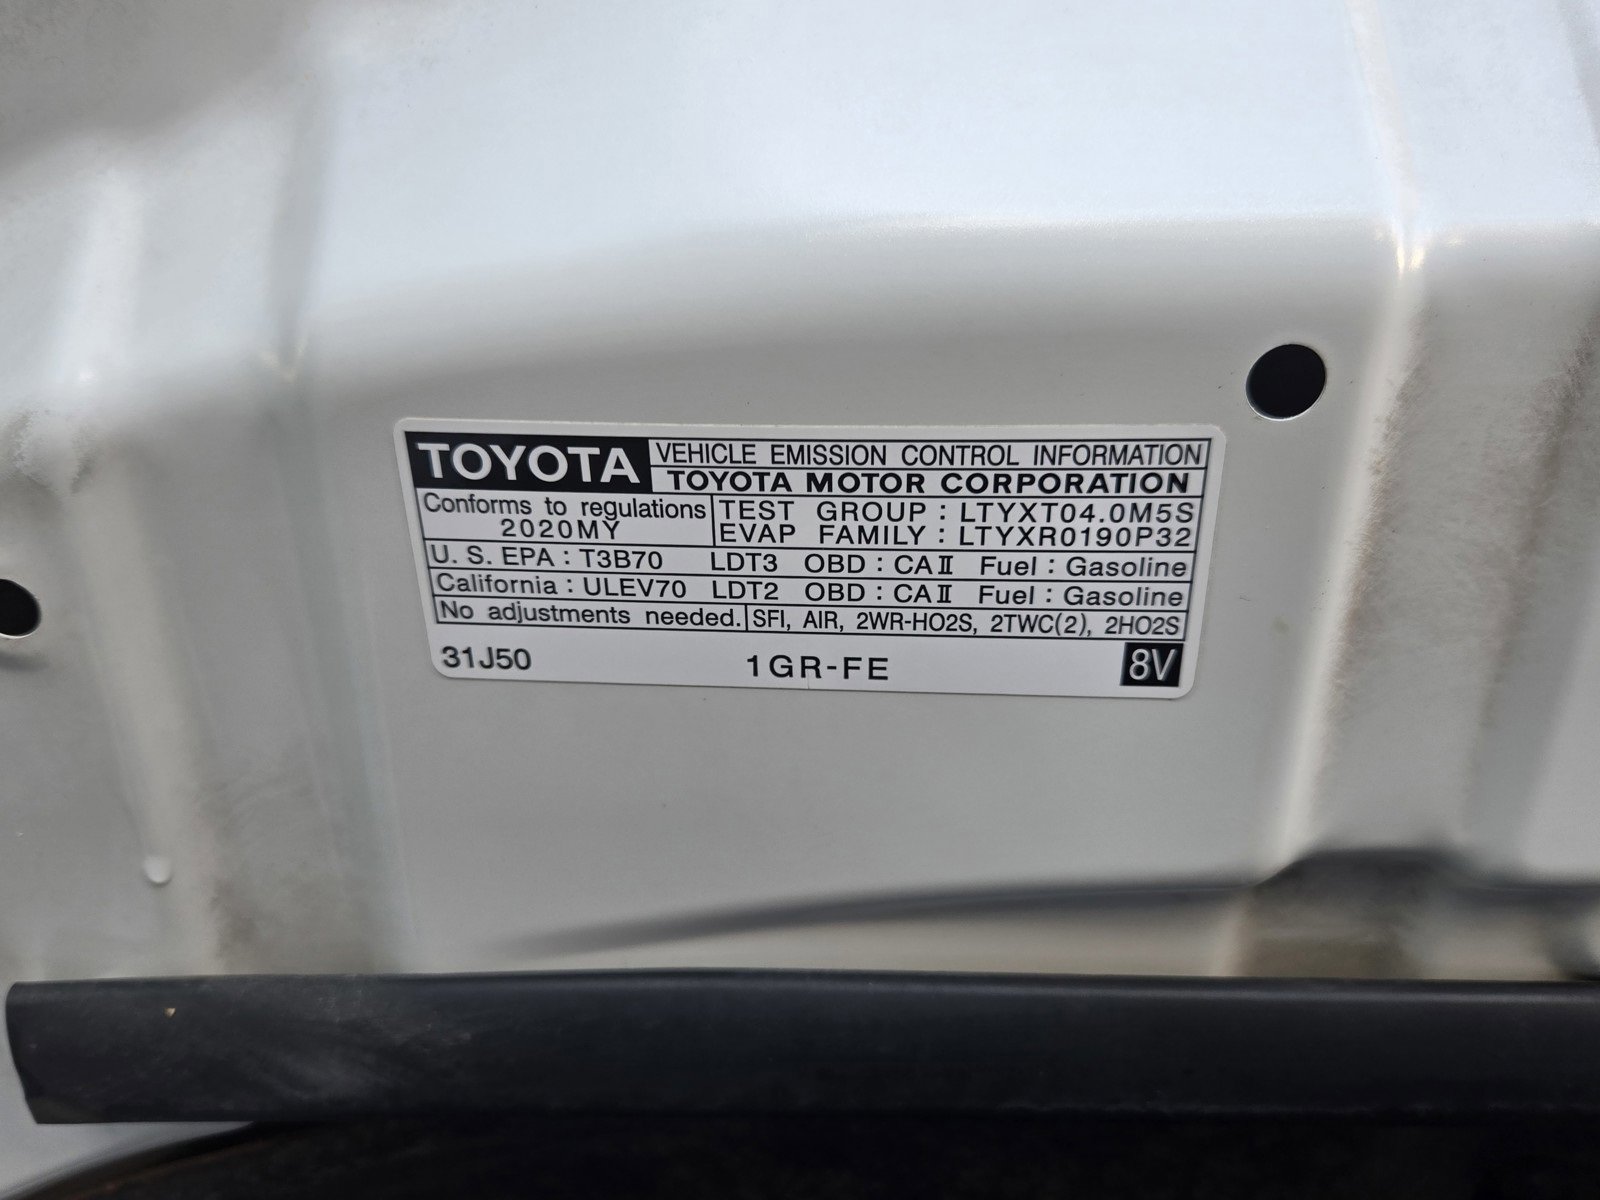 TOYOTA VEHICLE EMISSION CONTROL INFORMATION
TOYOTA MOTOR CORPORATION
Conforms to regulations
2020MY
TEST GROUP : LTYXT04.0M5S
EVAP FAMILY : LTYXR0190P32
U. S. EPA : T3B70 LDT3 OBD : CAⅡ Fuel : Gasoline
California : ULEV70 LDT2 OBD : CAⅡ Fuel : Gasoline
No adjustments needed. SFI, AIR, 2WR-HO2S, 2TWC(2), 2HO2S
31J50 1GR-FE 8V